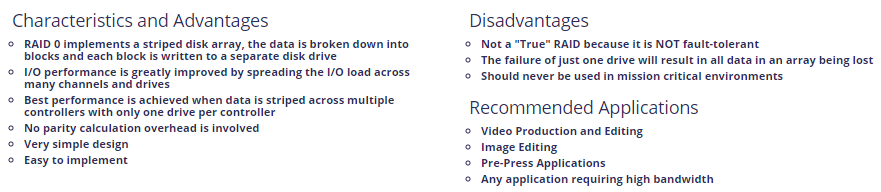 Characteristics and Advantages
RAID 0 implements a striped disk array, the data is broken down into
blocks and each block is written to a separate disk drive
I/O performance is greatly improved by spreading the I/O load across
many channels and drives
Best performance is achieved when data is striped across multiple
controllers with only one drive per controller
No parity calculation overhead is involved
Very simple design
Easy to implement
Disadvantages
Not a "True" RAID because it is NOT fault-tolerant
The failure of just one drive will result in all data in an array being lost
Should never be used in mission critical environments
Recommended Applications
Video Production and Editing
Image Editing
Pre-Press Applications
Any application requiring high bandwidth